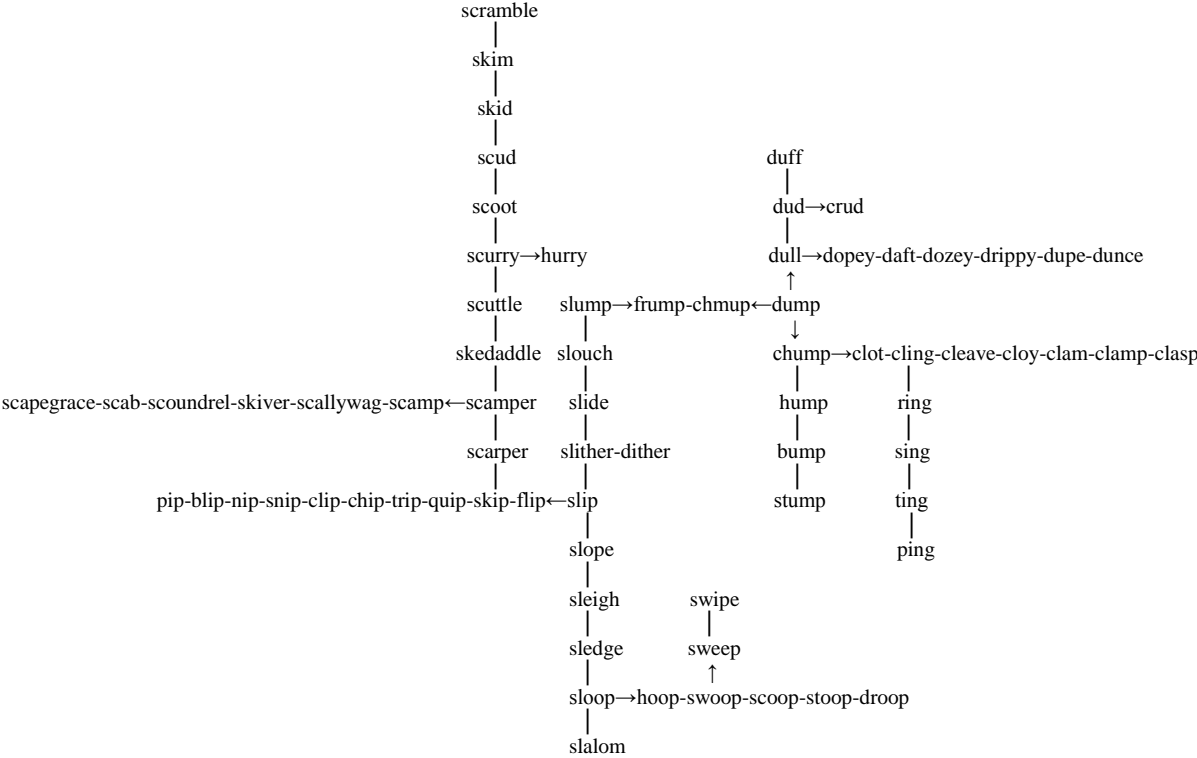 scramble
skim
skid
scud duff
scoot dud→crud
scurry→hurry dull→dopey-daft-dozey-drippy-dupe-dunce
↑
scuttle slump→frump-chmup←dump
↓
skedaddle slouch chump→clot-cling-cleave-cloy-clam-clamp-clasp
scapegrace-scab-scoundrel-skiver-scallywag-scamp←scamper slide hump ring
scarper slither-dither bump sing
pip-blip-nip-snip-clip-chip-trip-quip-skip-flip←slip stump ting
slope ping
sleigh swipe
sledge sweep
↑
sloop→hoop-swoop-scoop-stoop-droop
slalom